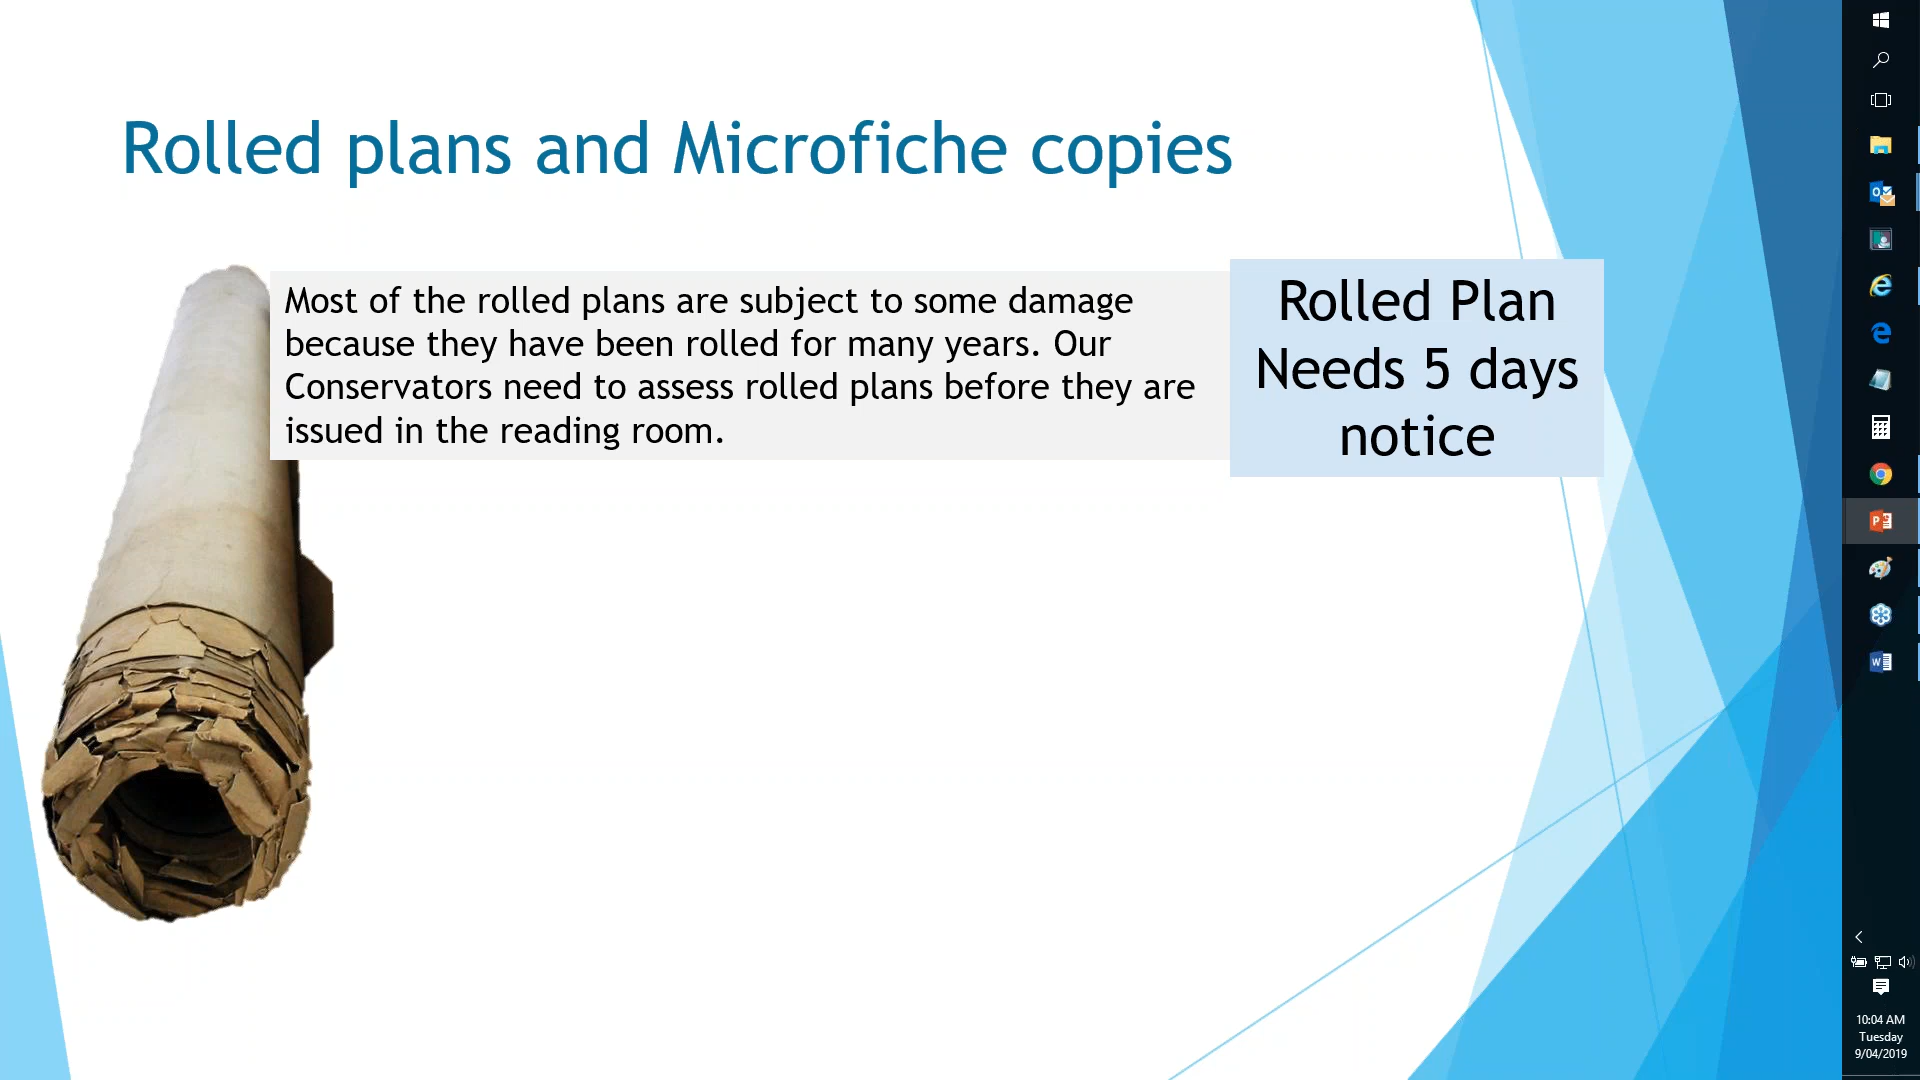 Rolled plans and Microfiche copies
Most of the rolled plans are subject to some damage
because they have been rolled for many years. Our
Conservators need to assess rolled plans before they are
issued in the reading room.
Rolled Plan
Needs 5 days
notice
10:04 AM
Tuesday
9/04/2019